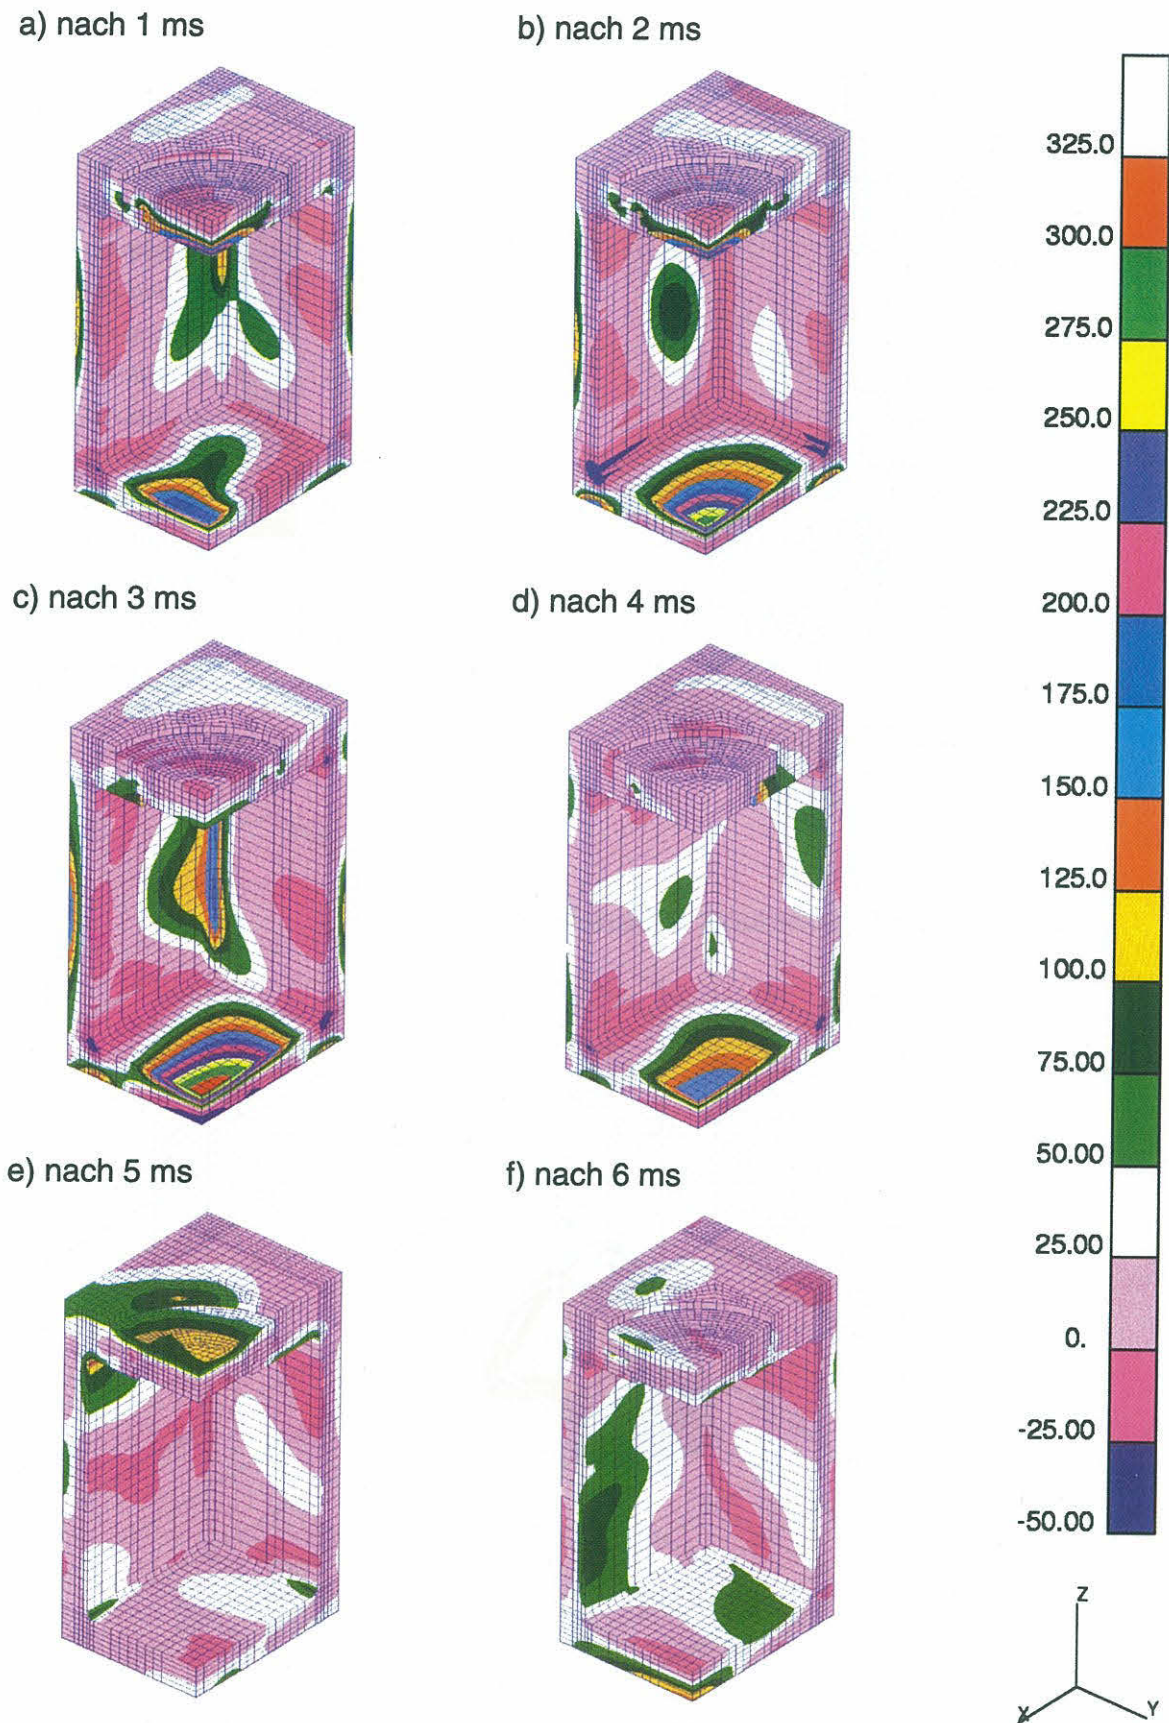 a) nach 1 ms
b) nach 2 ms
c) nach 3 ms
d) nach 4 ms
e) nach 5 ms
f) nach 6 ms
325.0
300.0
275.0
250.0
225.0
200.0
175.0
150.0
125.0
100.0
75.00
50.00
25.00
0.
-25.00
-50.00
Z
X
Y